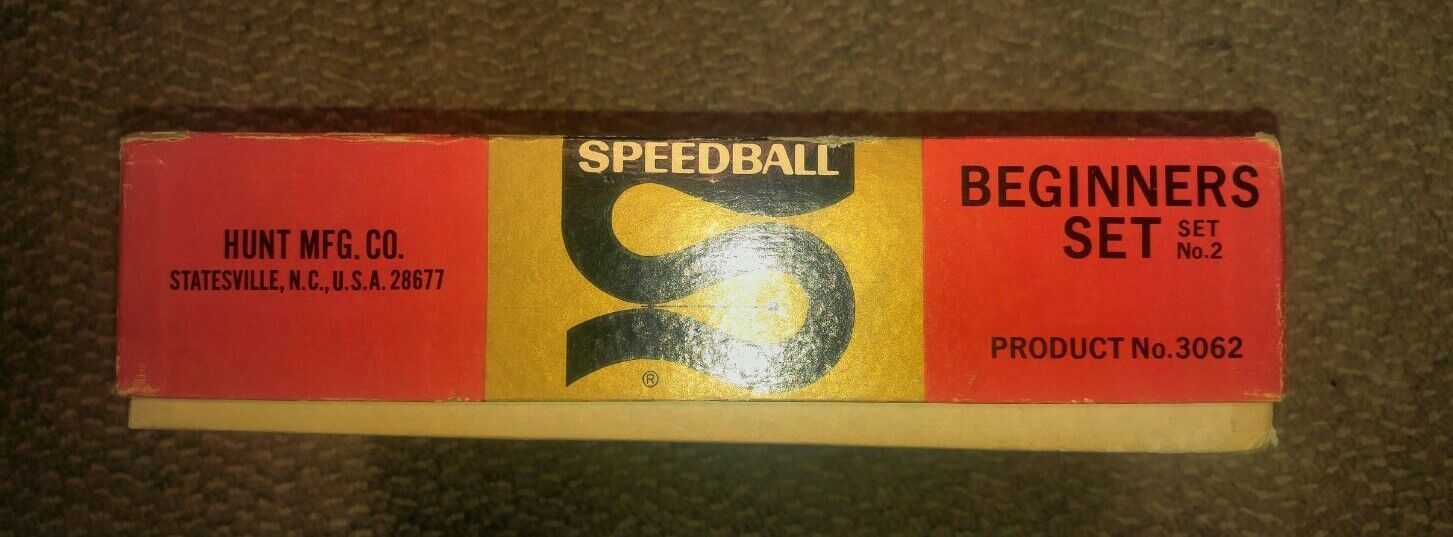 HUNT MFG. CO.
STATESVILLE, N.C., U.S.A. 28677
SPEEDBALL
®
BEGINNERS
SET SET No.2
PRODUCT No.3062